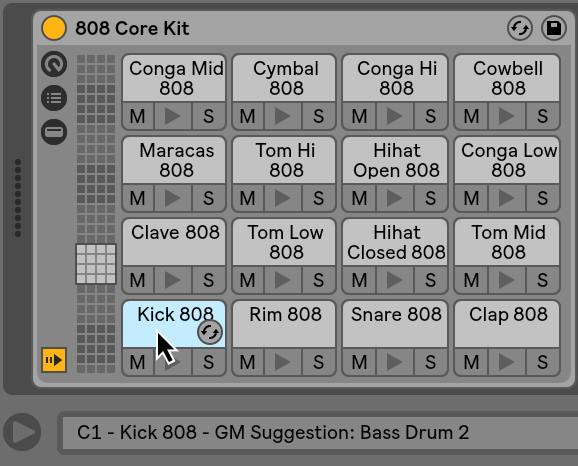 808 Core Kit
Conga Mid
808
Cymbal
808
Conga Hi
808
Cowbell
808
M S M S M S M S
Maracas
808
Tom Hi
808
Hihat
Open 808
Conga Low
808
M S M S M S M S
Clave 808
Tom Low
808
Hihat
Closed 808
Tom Mid
808
M S M S M S M S
Kick 808
Rim 808
Snare 808
Clap 808
M S M S M S M S
C1 - Kick 808 - GM Suggestion: Bass Drum 2